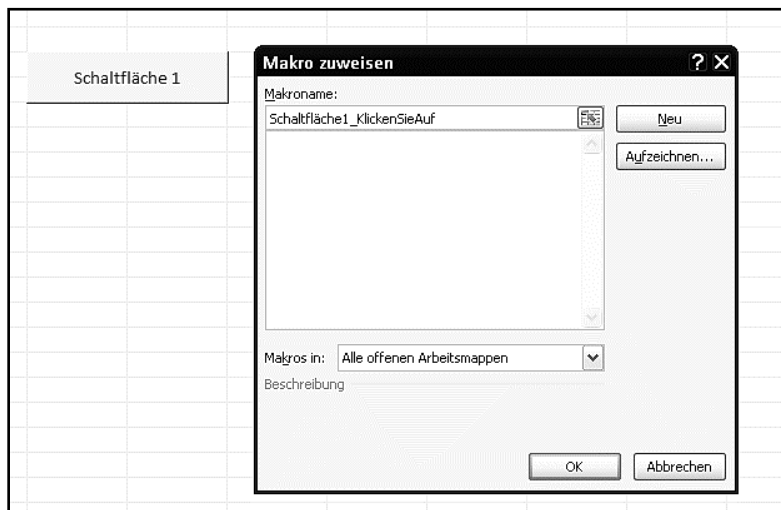 Schaltfläche 1
Makro zuweisen
Makroname:
Schaltfläche1_KlickenSieAuf
Neu
Aufzeichnen...
Makros in: Alle offenen Arbeitsmappen
Beschreibung
OK Abbrechen